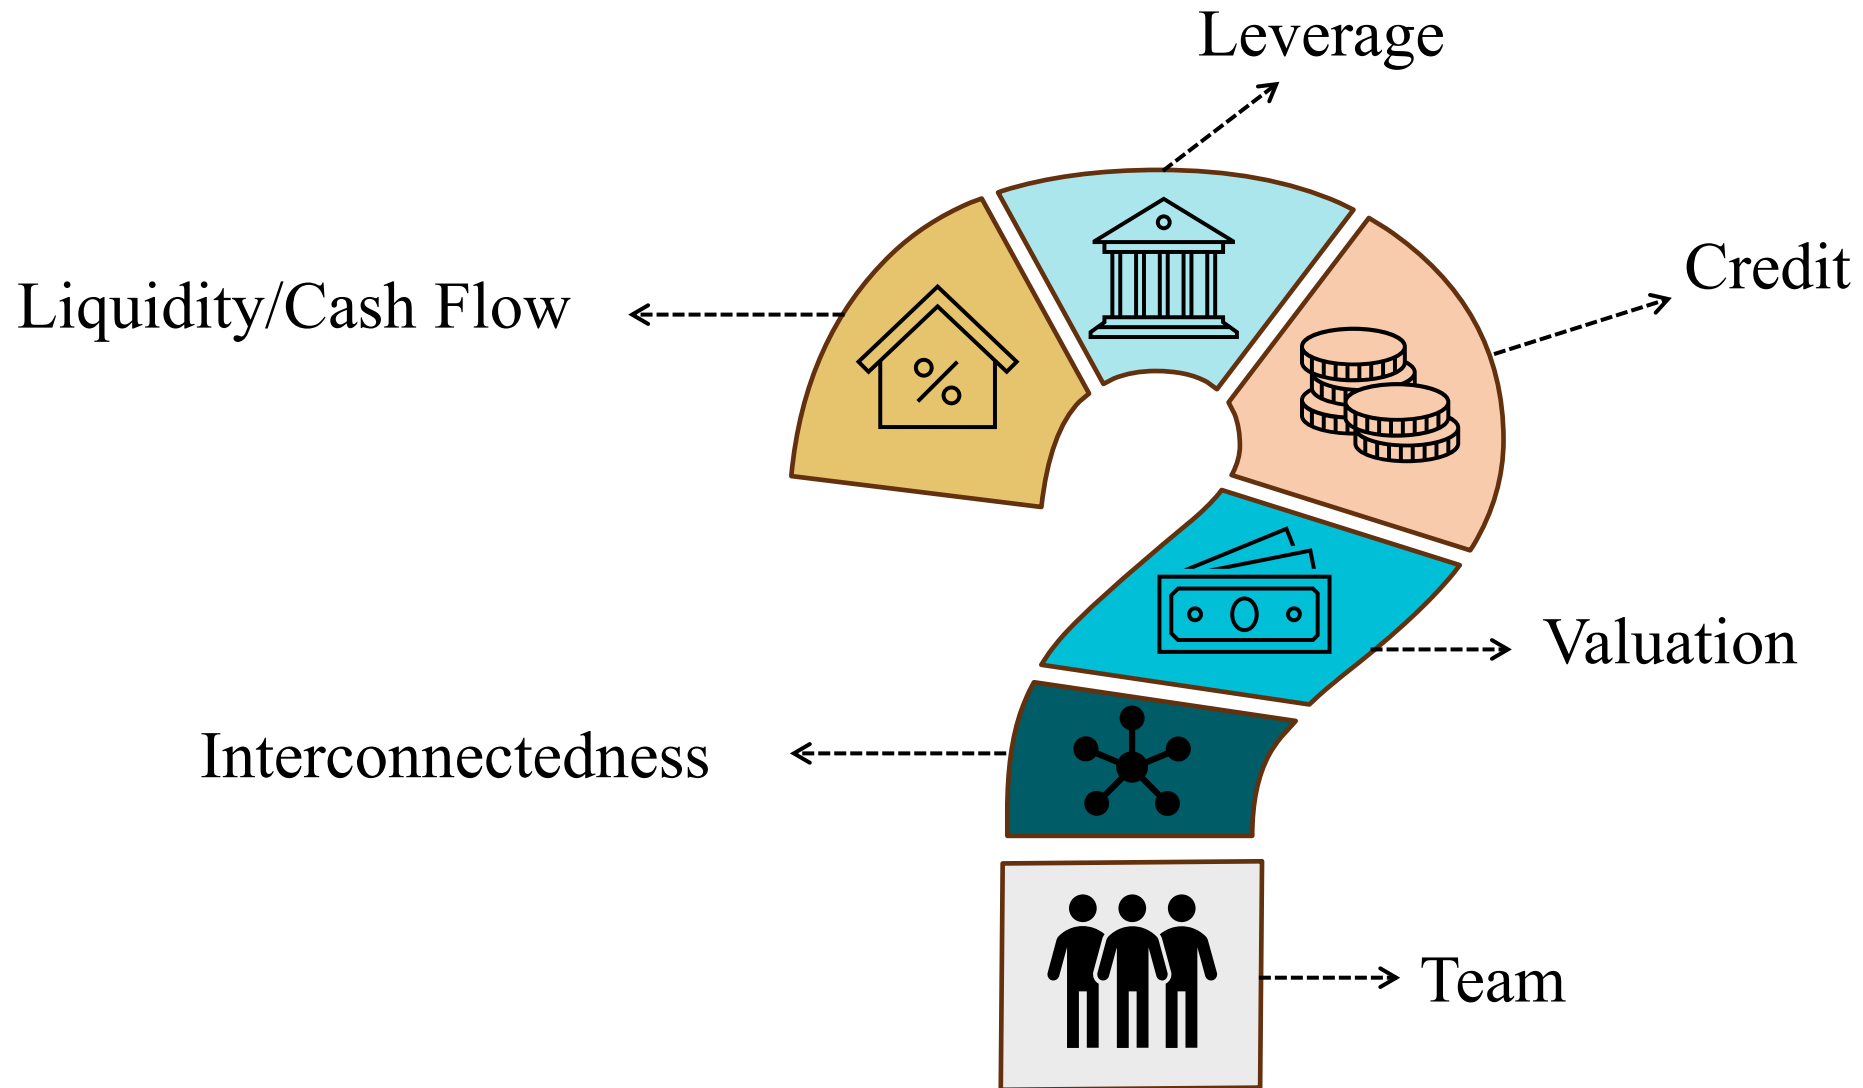 Leverage
Credit
Liquidity/Cash Flow
%
Valuation
Interconnectedness
Team